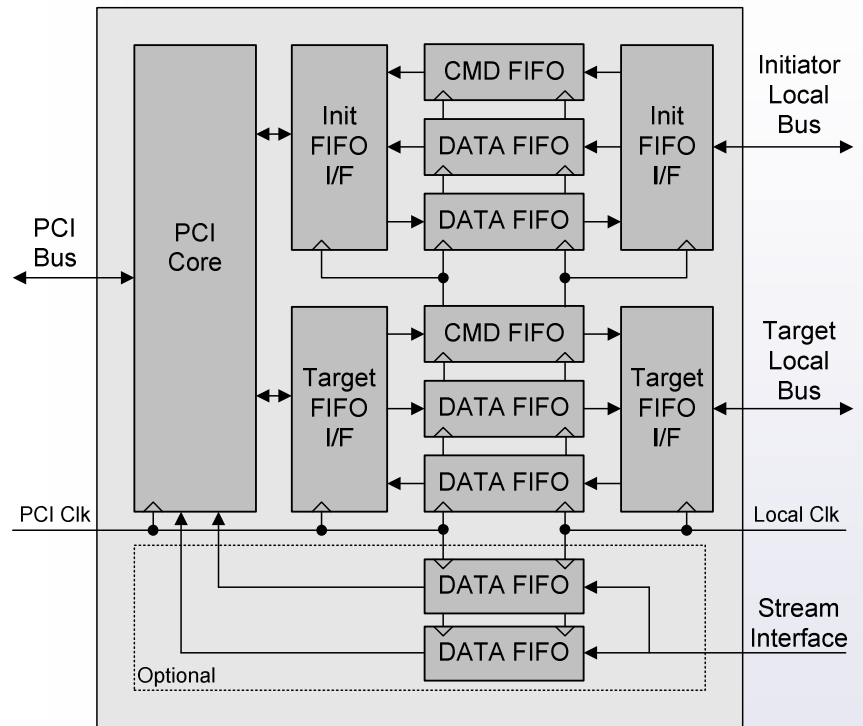 CMD FIFO
Initiator
Local
Bus
Init
FIFO
I/F
DATA FIFO
Init
FIFO
I/F
DATA FIFO
PCI
Bus
PCI
Core
CMD FIFO
Target
Local
Bus
Target
FIFO
I/F
DATA FIFO
Target
FIFO
I/F
DATA FIFO
PCI Clk
Local Clk
DATA FIFO
Stream
Interface
DATA FIFO
Optional